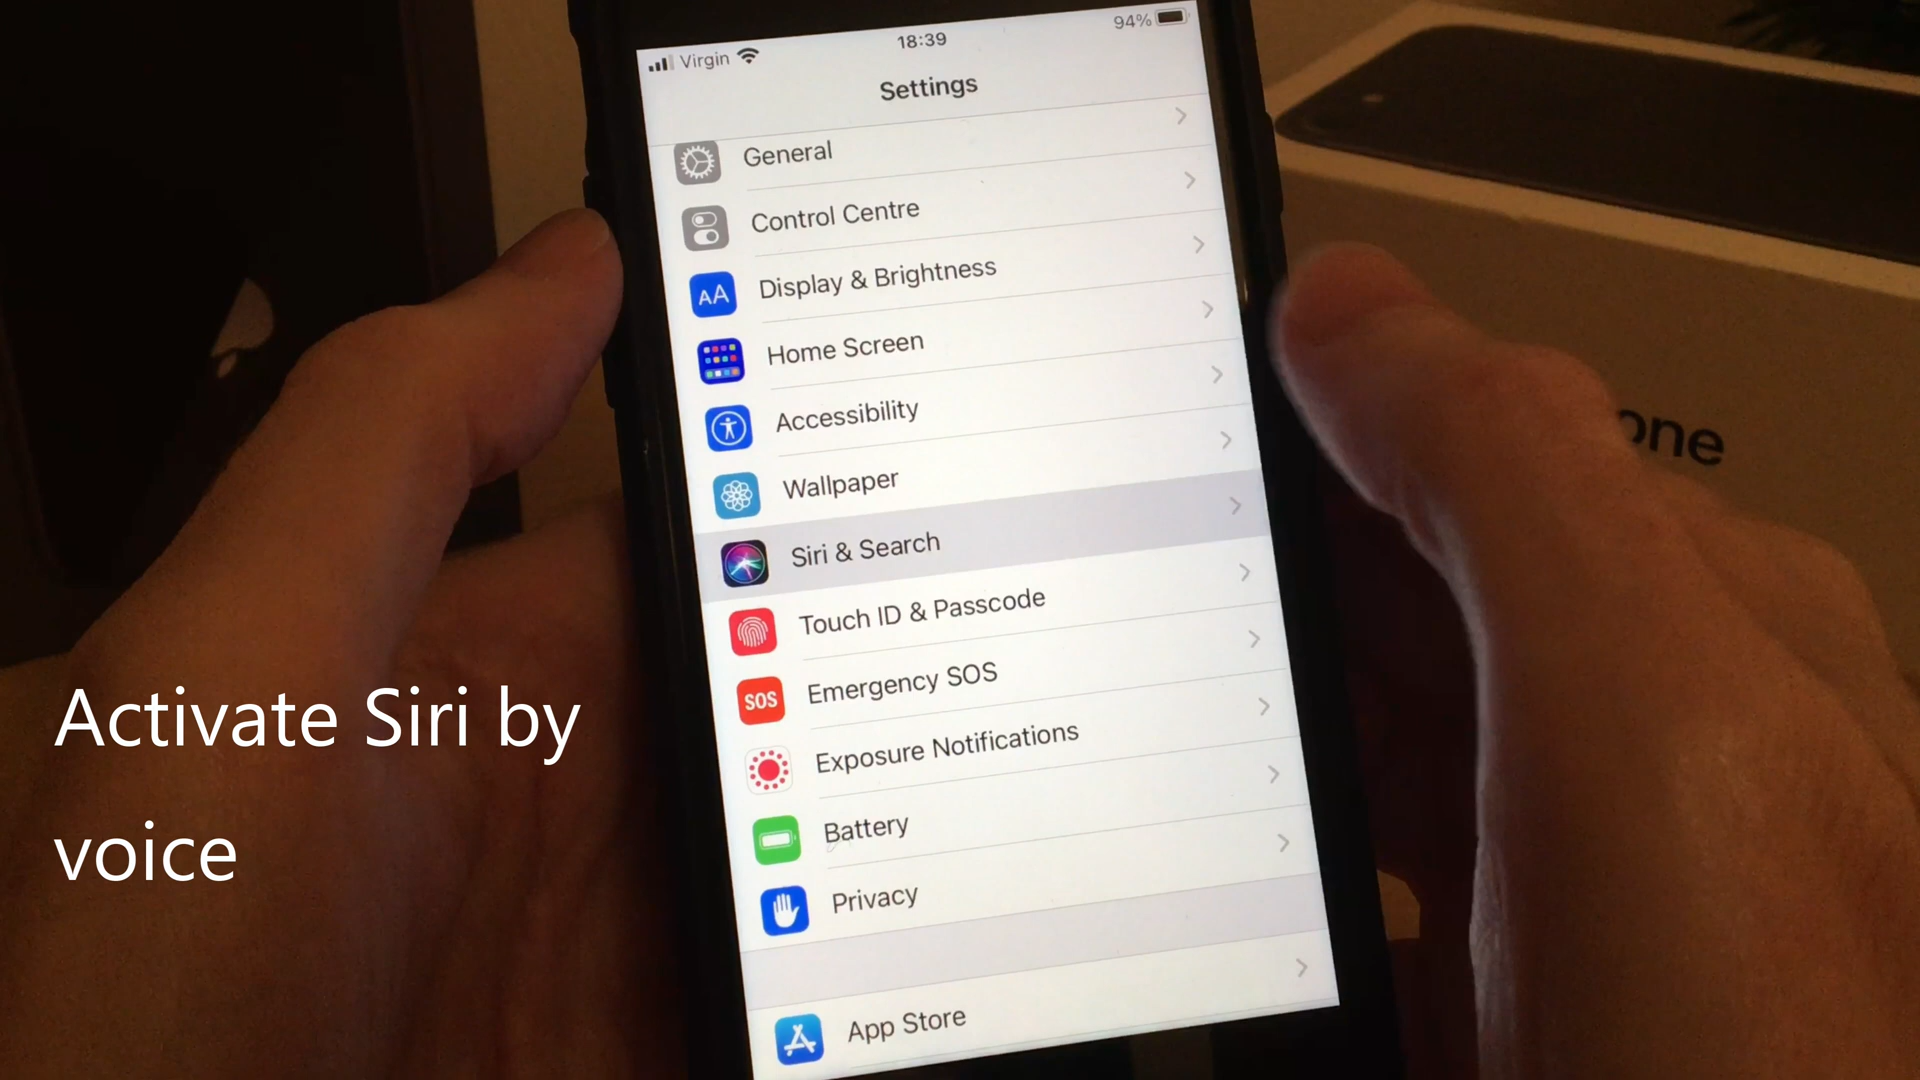 Virgin
18:39
94%
Settings
General
Control Centre
AA
Display & Brightness
Home Screen
Accessibility
Wallpaper
Siri & Search
Touch ID & Passcode
SOS
Emergency SOS
Exposure Notifications
Battery
Privacy
App Store
one
Activate Siri by
voice